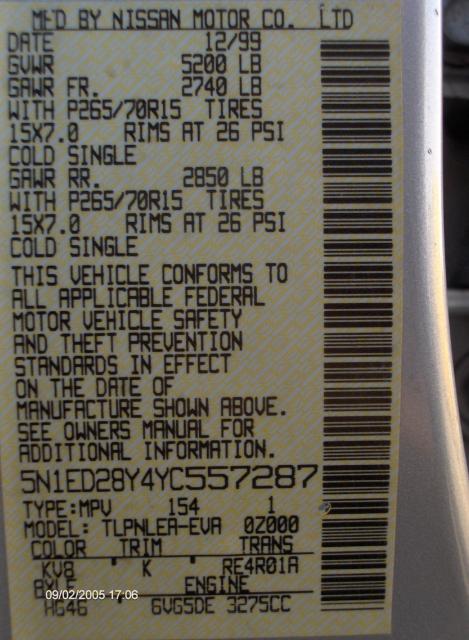 MFD BY NISSAN MOTOR CO. LTD
DATE 12/99
GVWR 5200 LB
GAWR FR. 2740 LB
WITH P265/70R15 TIRES
15X7.0 RIMS AT 26 PSI
COLD SINGLE
GAWR RR. 2850 LB
WITH P265/70R15 TIRES
15X7.0 RIMS AT 26 PSI
COLD SINGLE
THIS VEHICLE CONFORMS TO
ALL APPLICABLE FEDERAL
MOTOR VEHICLE SAFETY
AND THEFT PREVENTION
STANDARDS IN EFFECT
ON THE DATE OF
MANUFACTURE SHOWN ABOVE.
SEE OWNERS MANUAL FOR
ADDITIONAL INFORMATION.
5N1ED28Y4YC557287
TYPE:MPV 154 1
MODEL: TLPNLEA-EVA 0Z000
COLOR TRIM TRANS
KV8 K RE4R01A
ENGINE
09/02/2005 17:06
HG46 6VG5DE 3275CC